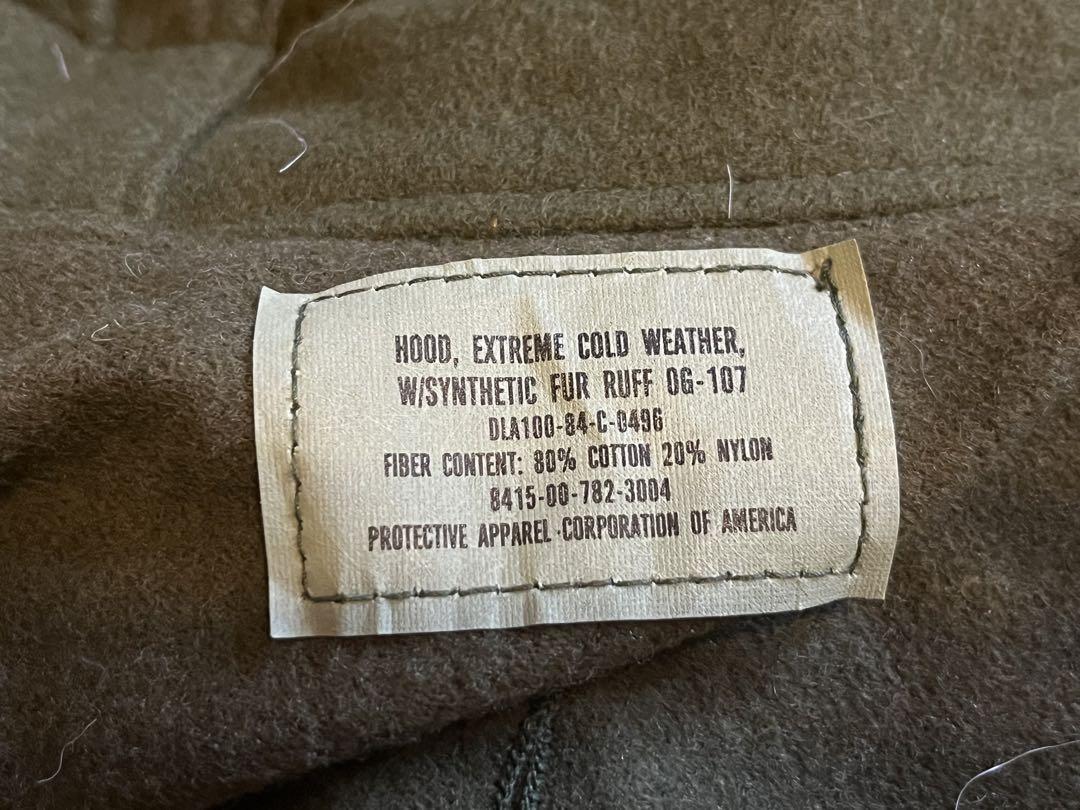 HOOD, EXTREME COLD WEATHER,
W/SYNTHETIC FUR RUFF OG-107
DLA100-84-C-0496
FIBER CONTENT: 80% COTTON 20% NYLON
8415-00-782-3004
PROTECTIVE APPAREL CORPORATION OF AMERICA